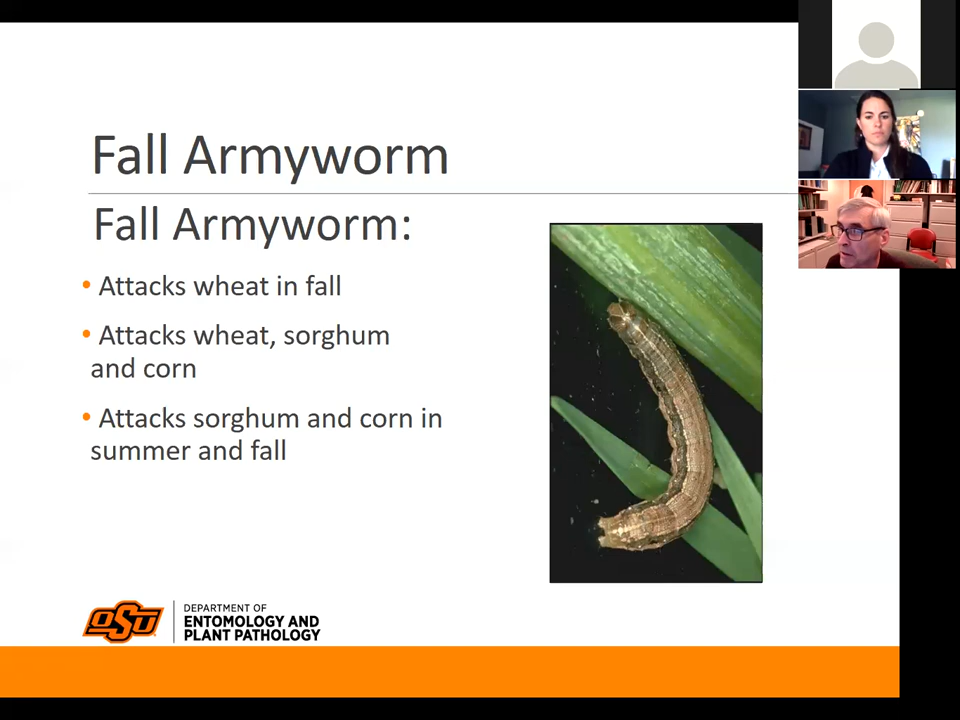 Fall Armyworm
Fall Armyworm:
• Attacks wheat in fall
• Attacks wheat, sorghum
and corn
• Attacks sorghum and corn in
summer and fall
OSU
DEPARTMENT OF
ENTOMOLOGY AND
PLANT PATHOLOGY